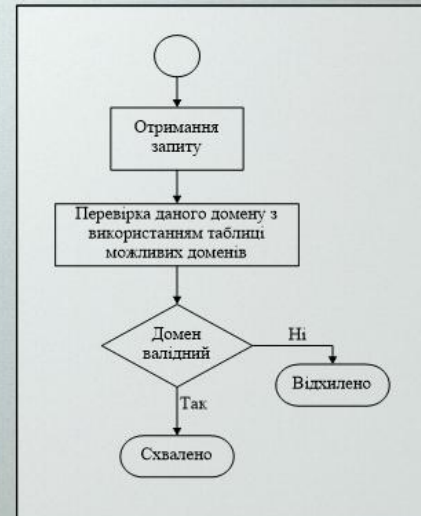 Отримання
запиту
Перевірка даного домену з
використанням таблиці
можливих доменів
Домен
валідний
Ні
Відхилено
Так
Схвалено